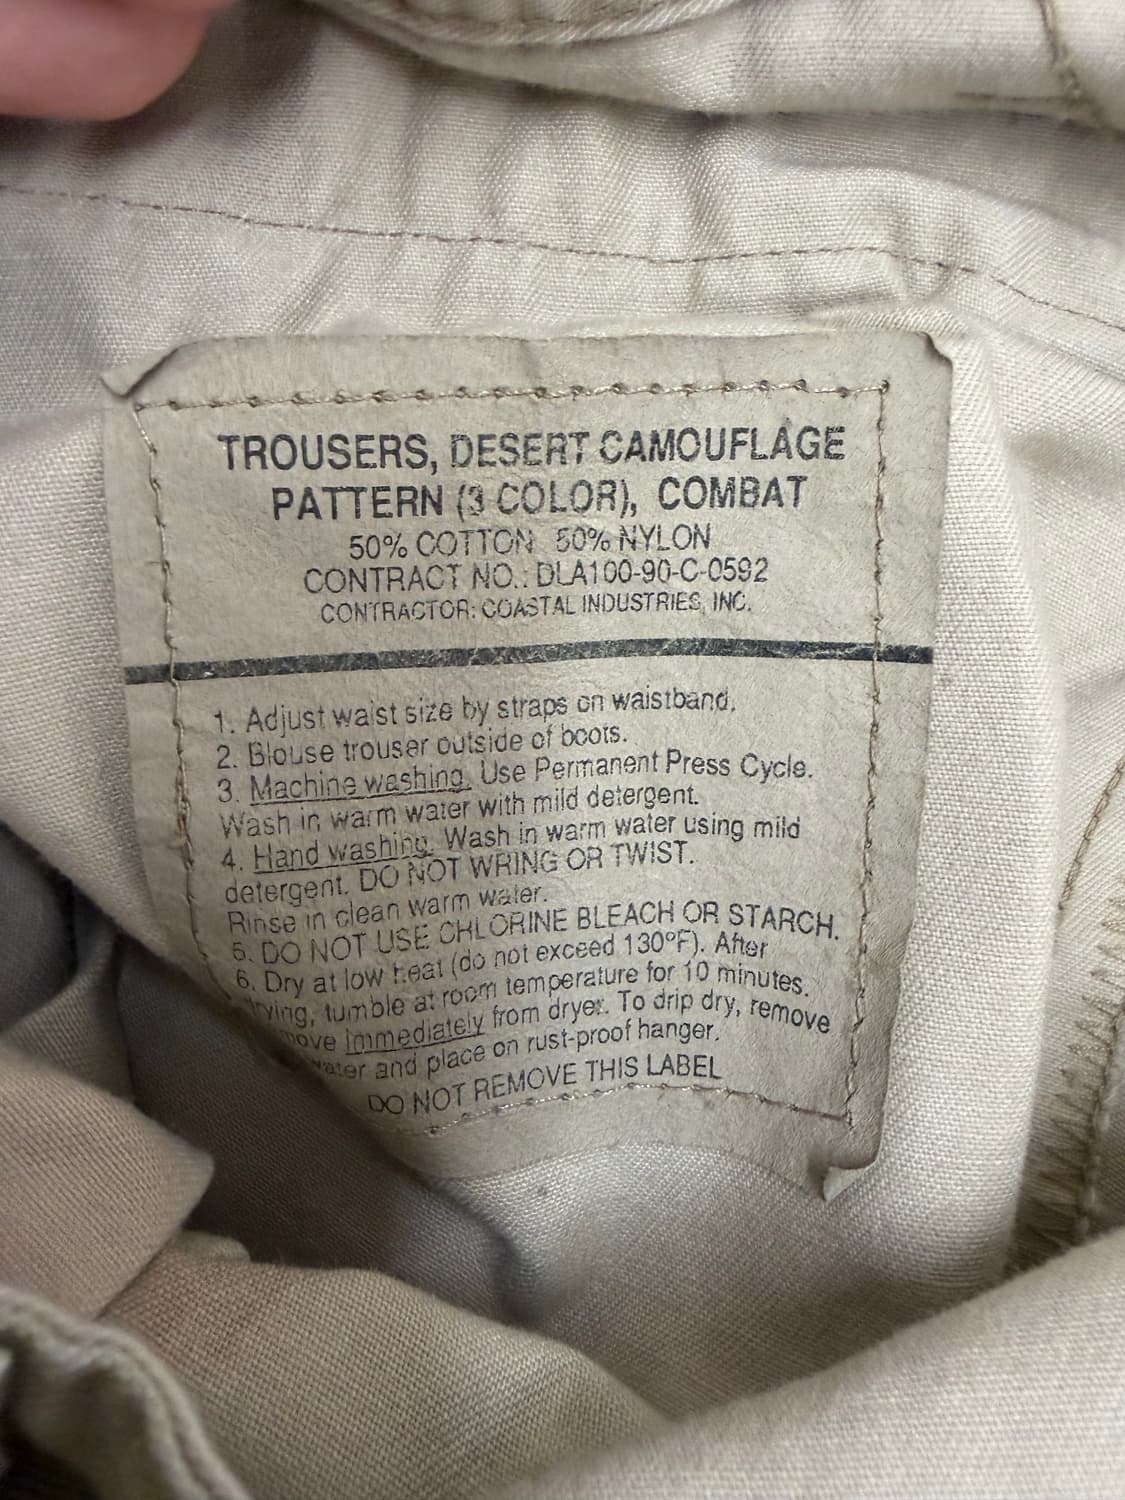 TROUSERS, DESERT CAMOUFLAGE
PATTERN (3 COLOR), COMBAT
50% COTTON 50% NYLON
CONTRACT NO.: DLA100-90-C-0592
CONTRACTOR: COASTAL INDUSTRIES, INC.
1. Adjust waist size by straps on waistband.
2. Blouse trouser outside of boots.
3. Machine washing. Use Permanent Press Cycle.
Wash in warm water with mild detergent.
4. Hand washing. Wash in warm water using mild
detergent. DO NOT WRING OR TWIST.
Rinse in clean warm water.
5. DO NOT USE CHLORINE BLEACH OR STARCH.
6. Dry at low heat (do not exceed 130°F). After
drying, tumble at room temperature for 10 minutes.
move immediately from dryer. To drip dry, remove
water and place on rust-proof hanger.
DO NOT REMOVE THIS LABEL